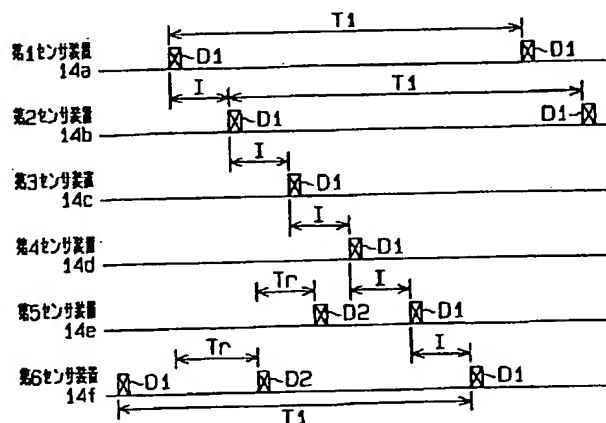 T1
第1センサ装置
14a
D1
D1
I
T1
第2センサ装置
14b
D1
D1
I
第3センサ装置
14c
D1
I
第4センサ装置
14d
D1
Tr
I
第5センサ装置
14e
D2
D1
Tr
I
第6センサ装置
14f
D1
D2
D1
T1